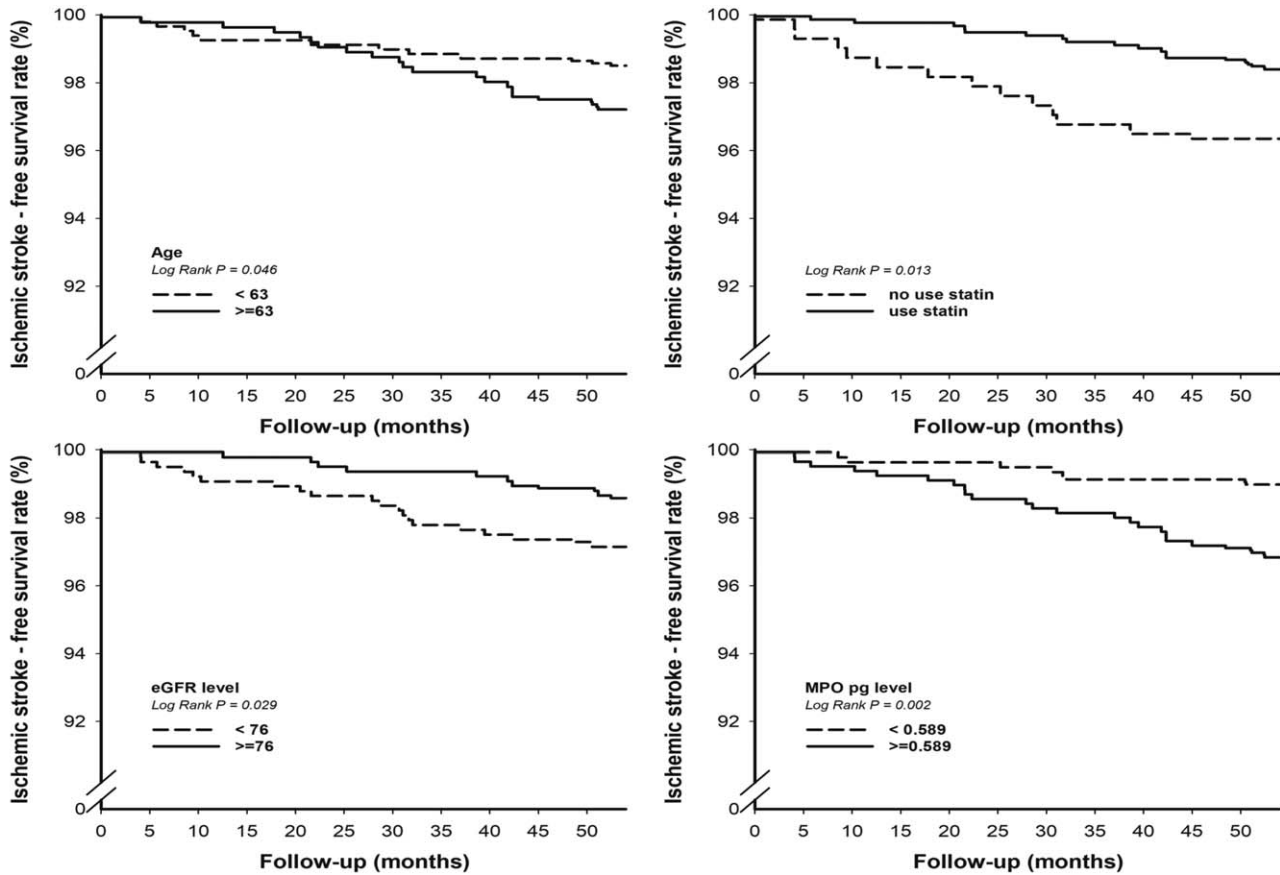 Ischemic stroke - free survival rate (%)
100
98
96
94
92
0
Age
Log Rank P = 0.046
< 63
>=63
0 5 10 15 20 25 30 35 40 45 50
Follow-up (months)
Ischemic stroke - free survival rate (%)
100
98
96
94
92
0
Log Rank P = 0.013
no use statin
use statin
0 5 10 15 20 25 30 35 40 45 50
Follow-up (months)
Ischemic stroke - free survival rate (%)
100
98
96
94
92
0
eGFR level
Log Rank P = 0.029
< 76
>=76
0 5 10 15 20 25 30 35 40 45 50
Follow-up (months)
Ischemic stroke - free survival rate (%)
100
98
96
94
92
0
MPO pg level
Log Rank P = 0.002
< 0.589
>=0.589
0 5 10 15 20 25 30 35 40 45 50
Follow-up (months)